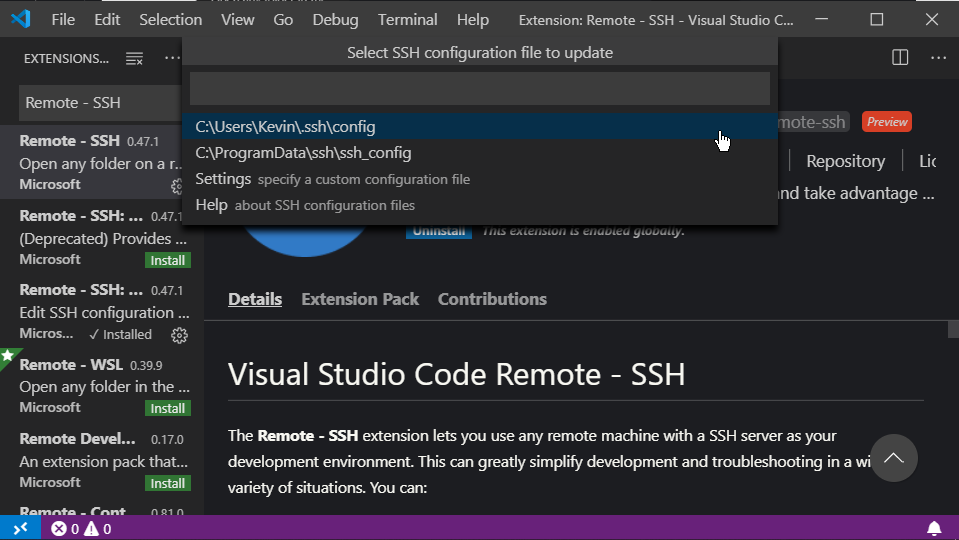 File Edit Selection View Go Debug Terminal Help Extension: Remote - SSH - Visual Studio C...
EXTENSIONS...
Select SSH configuration file to update
Remote - SSH
C:\Users\Kevin\.ssh\config
C:\ProgramData\ssh\ssh_config
Settings specify a custom configuration file
Help about SSH configuration files
mote-ssh Preview
Repository
nd take advantage ...
Uninstall This extension is enabled globally.
Remote - SSH 0.47.1
Open any folder on a r...
Microsoft
Remote - SSH: ... 0.47.1
(Deprecated) Provides ...
Microsoft Install
Remote - SSH: ... 0.47.1
Edit SSH configuration ...
Micros... ✓ Installed
Remote - WSL 0.39.9
Open any folder in the ...
Microsoft Install
Remote Devel... 0.17.0
An extension pack that...
Microsoft Install
Remote - Cont... 0.81.0
Details Extension Pack Contributions
Visual Studio Code Remote - SSH
The Remote - SSH extension lets you use any remote machine with a SSH server as your
development environment. This can greatly simplify development and troubleshooting in a wi
variety of situations. You can:
0 0